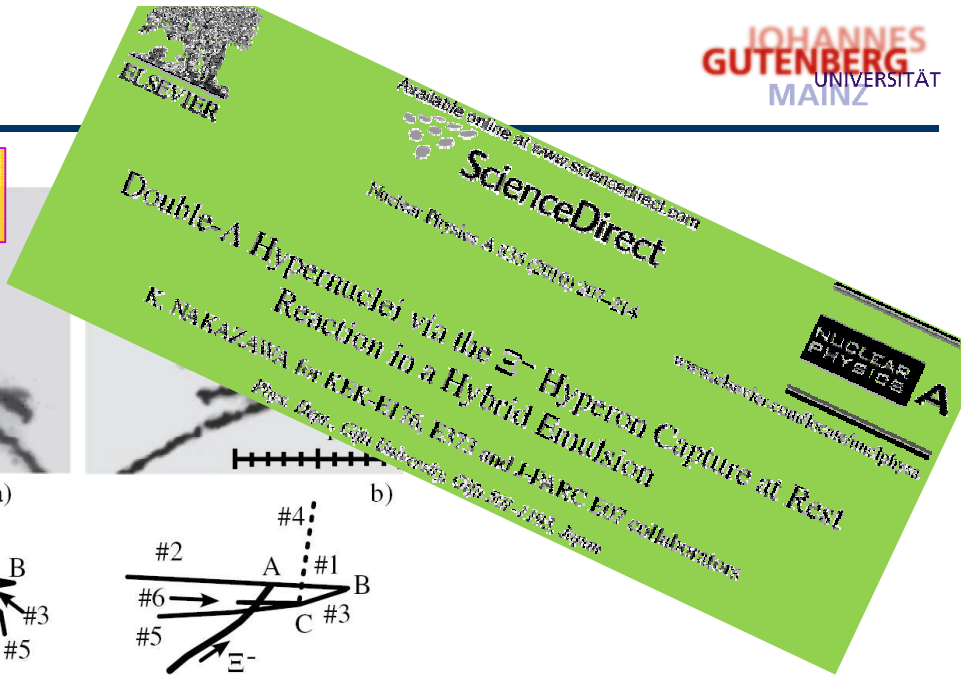 JOHANNES
GUTENBERG
UNIVERSITÄT
MAINZ
ELSEVIER
Available online at www.sciencedirect.com
ScienceDirect
Nuclear Physics A 835 (2010) 207–214
NUCLEAR
PHYSICS
A
www.elsevier.com/locate/nuclphysa
Double-Λ Hypernuclei via the Ξ⁻ Hyperon Capture at Rest
Reaction in a Hybrid Emulsion
K. NAKAZAWA for KEK-E176, E373 and J-PARC E07 collaborators
Phys. Dept., Gifu University, Gifu 501-1193, Japan
a)
b)
B
#3
#5
#4
#2
A
#1
B
#6
#3
C
#5
Ξ⁻